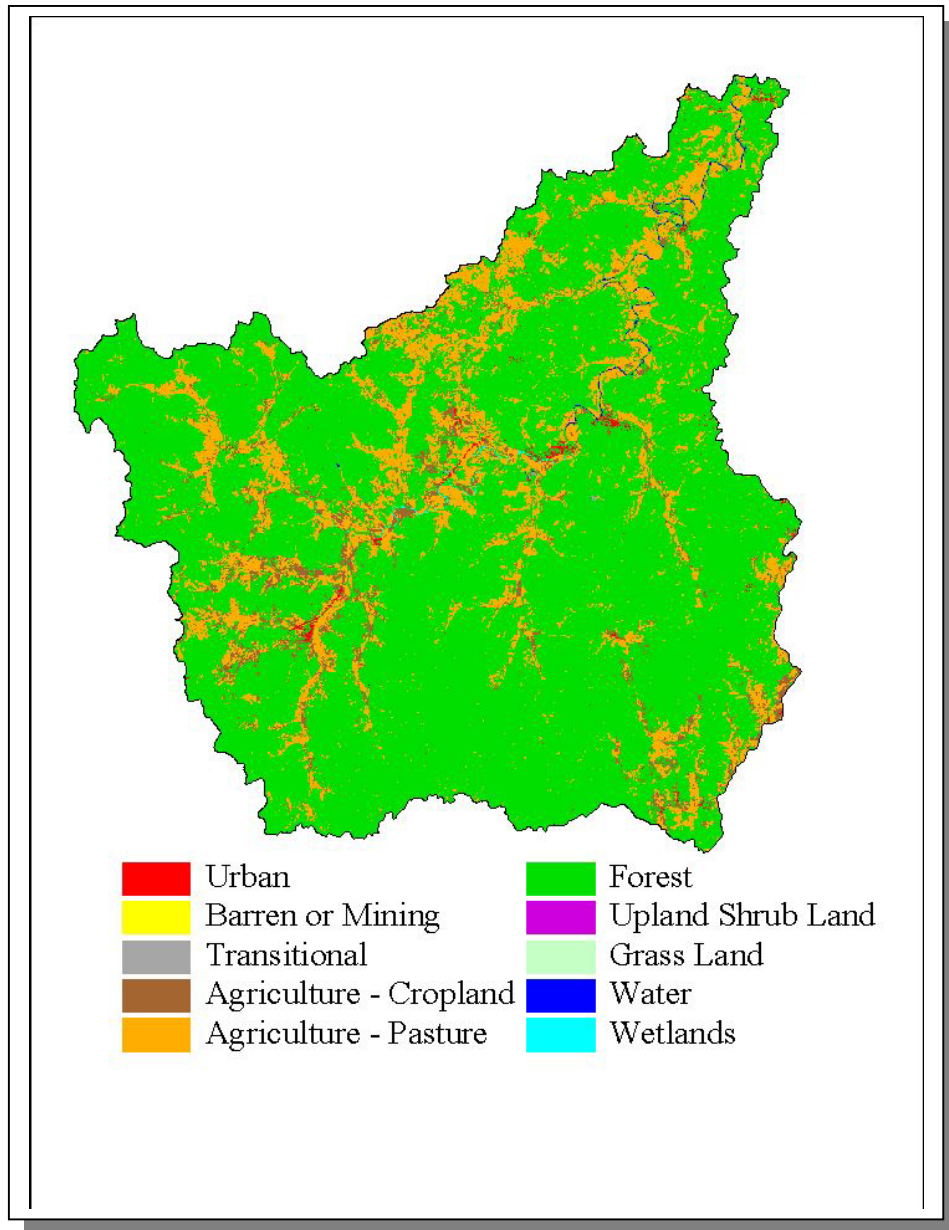 Urban
Barren or Mining
Transitional
Agriculture - Cropland
Agriculture - Pasture
Forest
Upland Shrub Land
Grass Land
Water
Wetlands